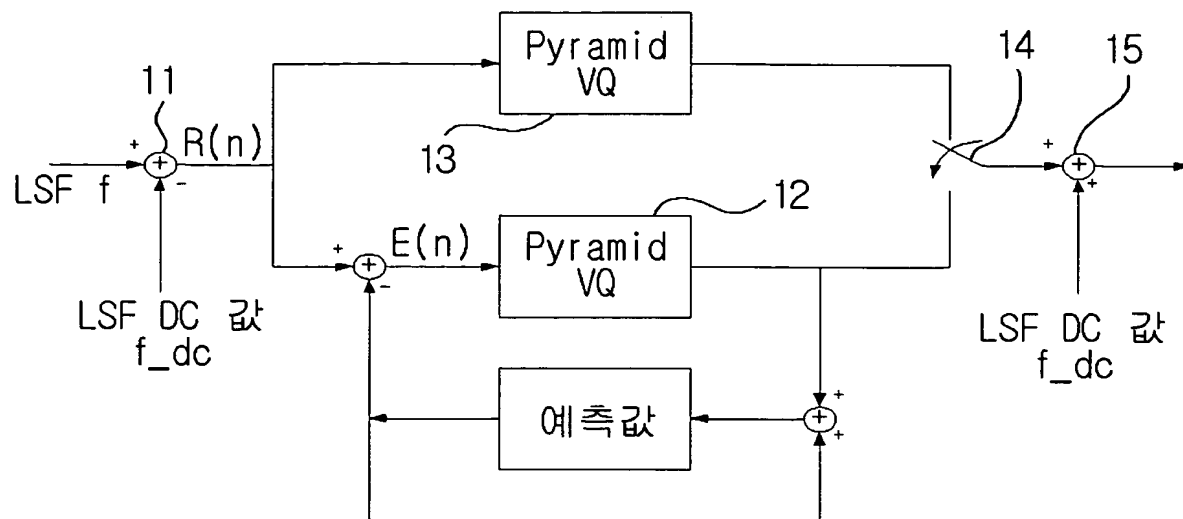 Pyramid
VQ
11
14
15
13
+
R(n)
+
-
LSF f
+
+
+
12
+
E(n)
+
-
Pyramid
VQ
LSF DC 값
f_dc
LSF DC 값
f_dc
예측값
+
+
+